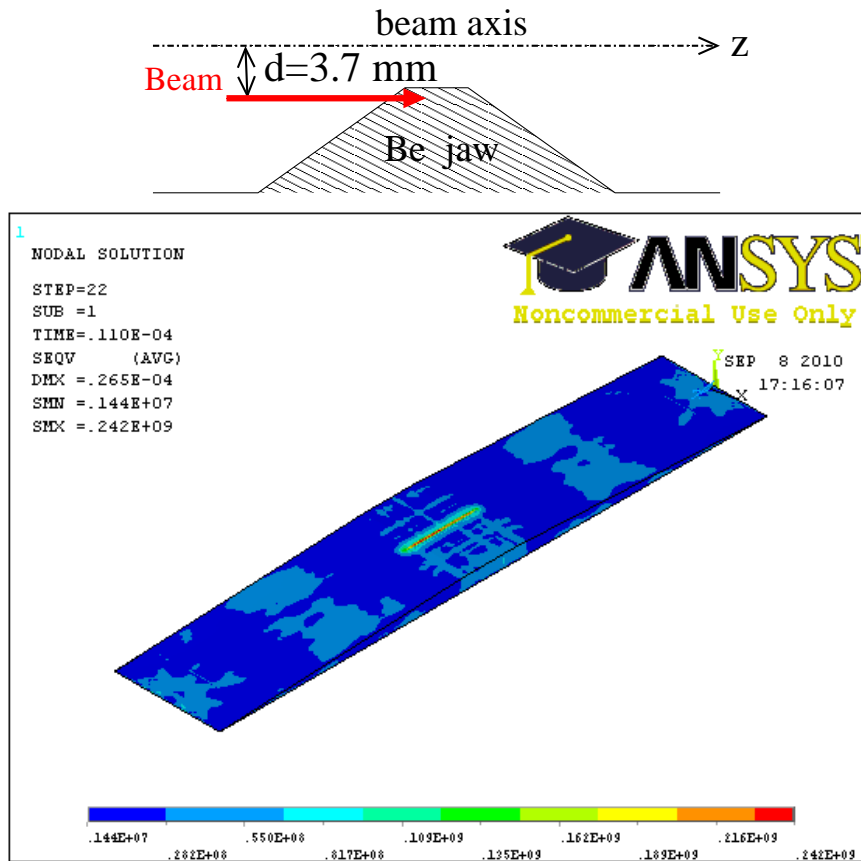 beam axis
z
d=3.7 mm
Beam
Be jaw
1
NODAL SOLUTION
STEP=22
SUB =1
TIME=.110E-04
SEQV (AVG)
DMX =.265E-04
SMN =.144E+07
SMX =.242E+09
ANSYS
Noncommercial Use Only
Y
X
SEP 8 2010
17:16:07
.144E+07 .550E+08 .109E+09 .162E+09 .216E+09
.282E+08 .817E+08 .135E+09 .189E+09 .242E+09